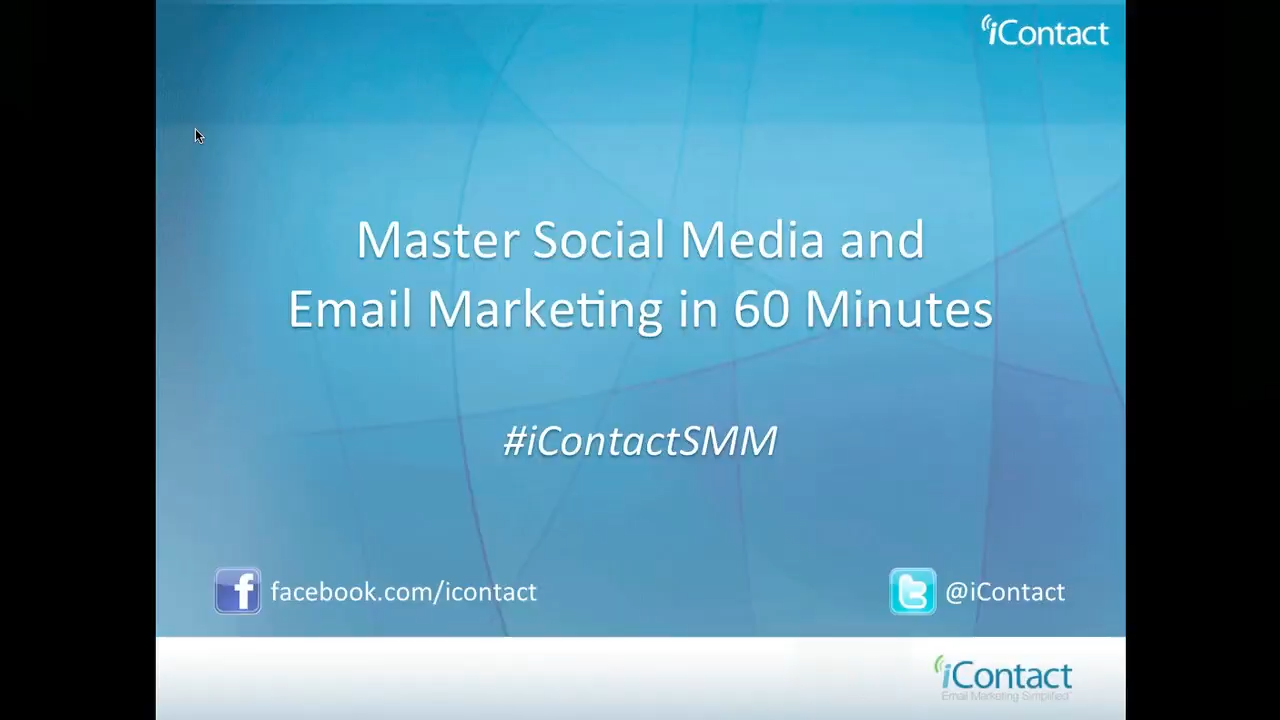 iContact
Master Social Media and
Email Marketing in 60 Minutes
#iContactSMM
facebook.com/icontact
@iContact
iContact
Email Marketing Simplified